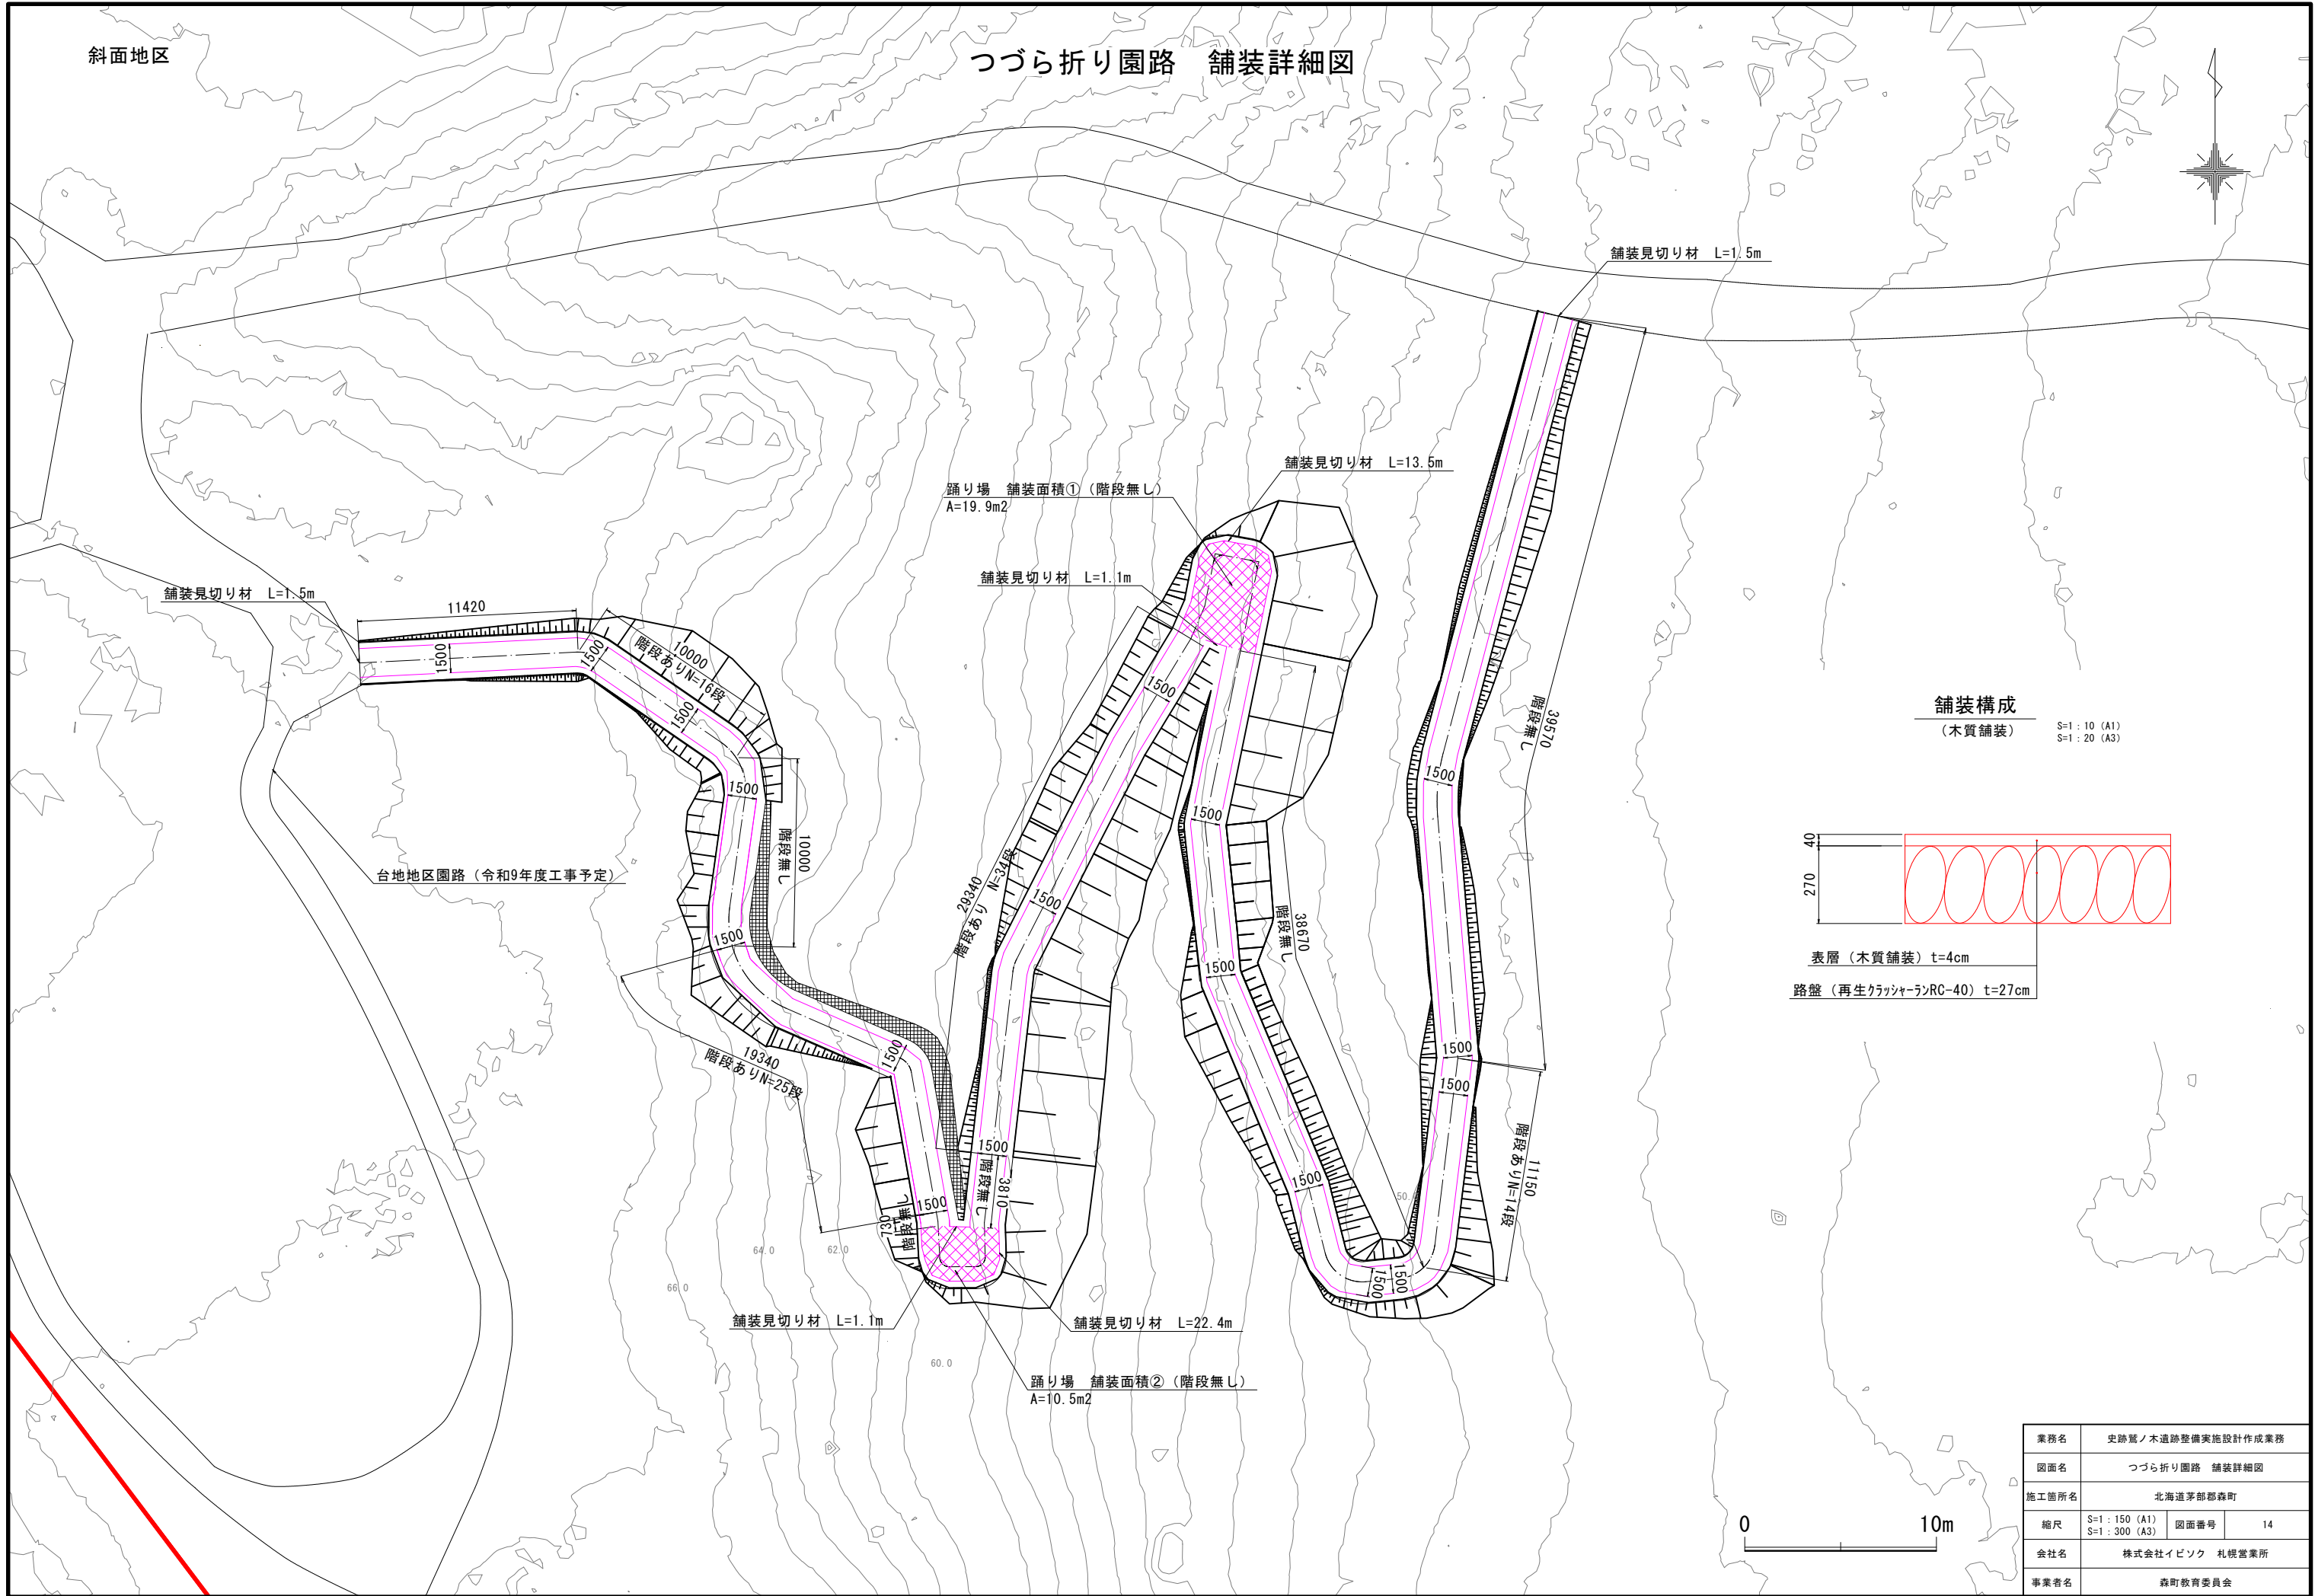 斜面地区
つづら折り園路　舗装詳細図
舗装見切り材　L=1.5m
舗装見切り材　L=13.5m
踊り場　舗装面積①（階段無し）
A=19.9m2
舗装見切り材　L=1.1m
舗装見切り材　L=1.5m
11420
1500
1500
10000
階段ありN=16段
1500
1500
10000
階段無し
1500
台地地区園路（令和9年度工事予定）
19340
階段ありN=25段
1500
1500
730
階段無し
3810
階段無し
1500
29340
階段あり　N=34段
1500
1500
1500
1500
38670
階段無し
1500
1500
1500
39570
階段無し
1500
1500
1500
11150
階段ありN=14段
1500
50.
64.0
62.0
66.0
60.0
舗装見切り材　L=1.1m
舗装見切り材　L=22.4m
踊り場　舗装面積②（階段無し）
A=10.5m2
舗装構成
（木質舗装）
S=1：10（A1）
S=1：20（A3）
40
270
表層（木質舗装）t=4cm
路盤（再生クラッシャーランRC-40）t=27cm
0　10m
業務名　史跡鷲ノ木遺跡整備実施設計作成業務
図面名　つづら折り園路　舗装詳細図
施工箇所名　北海道茅部郡森町
縮尺　S=1：150（A1）
S=1：300（A3）
図面番号　14
会社名　株式会社イビソク　札幌営業所
事業者名　森町教育委員会